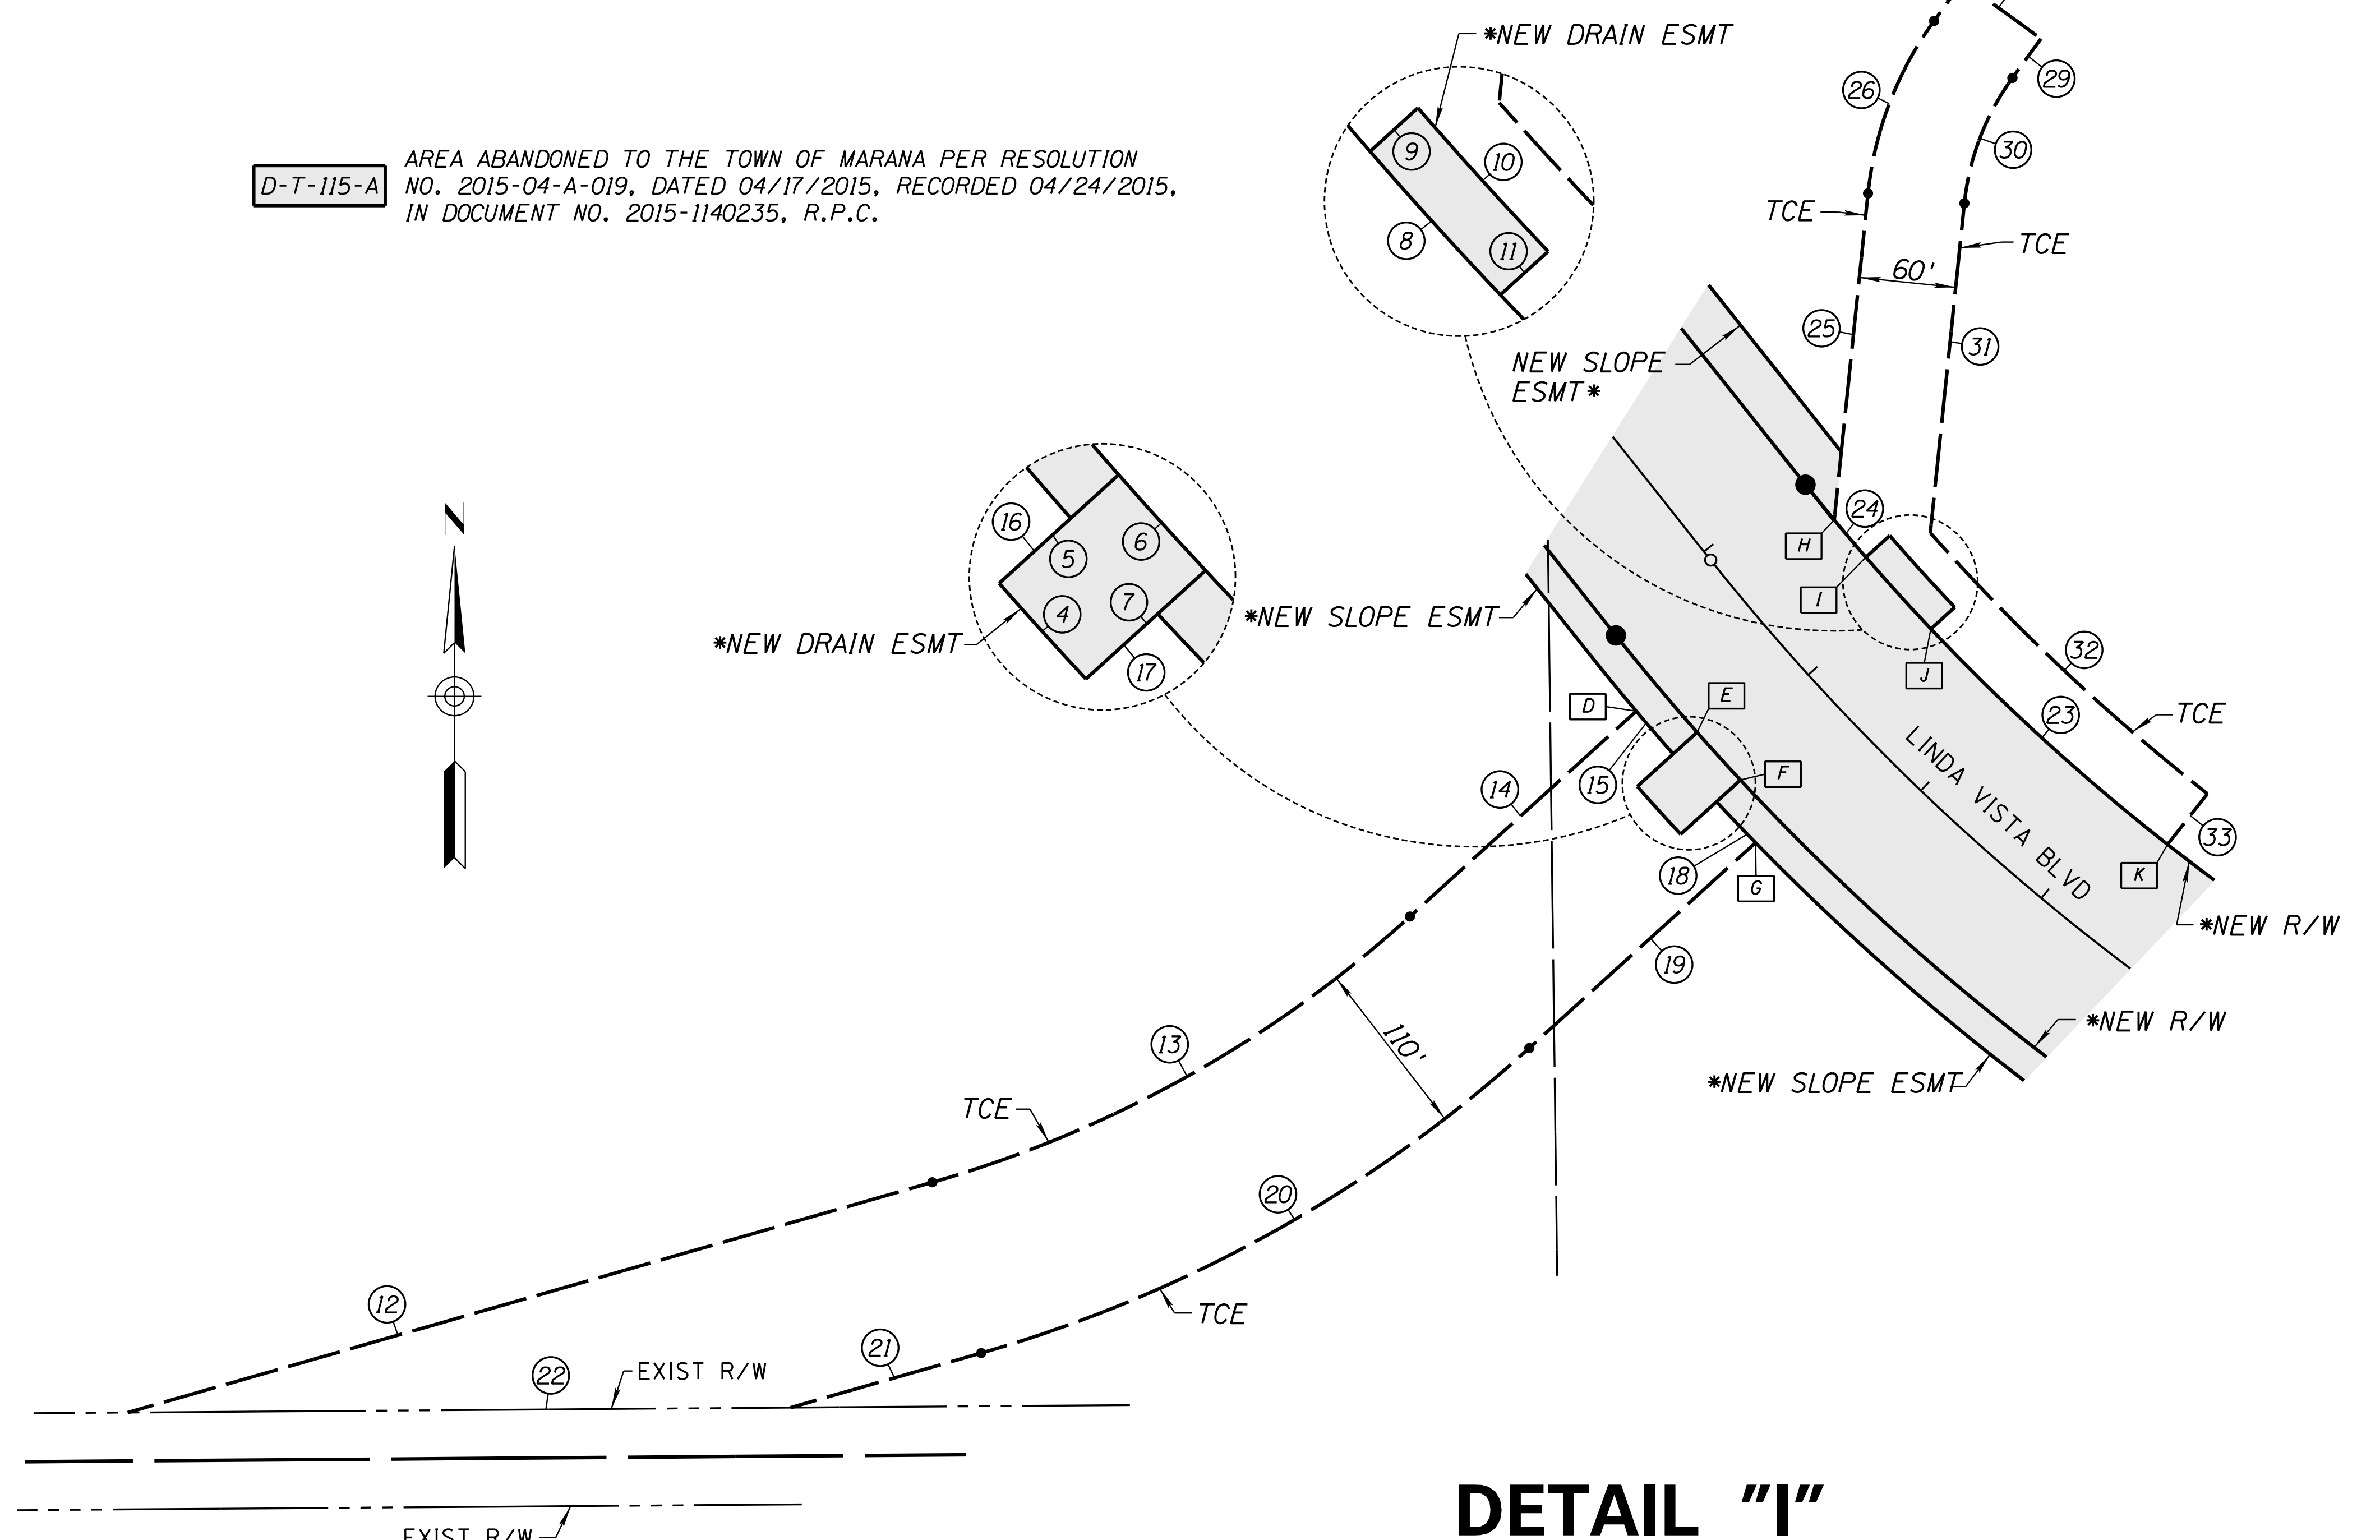 *NEW DRAIN ESMT
29
26
9
10
30
AREA ABANDONED TO THE TOWN OF MARANA PER RESOLUTION
D-T-115-A
NO. 2015-04-A-019, DATED 04/17/2015, RECORDED 04/24/2015,
IN DOCUMENT NO. 2015-1140235, R.P.C.
TCE
8
11
TCE
60'
25
31
NEW SLOPE
ESMT*
N
16
5
6
24
H
4
7
I
*NEW SLOPE ESMT
*NEW DRAIN ESMT
17
32
J
D
E
23
TCE
14
15
F
LINDA VISTA BLVD
33
18
G
K
*NEW R/W
19
*NEW R/W
13
110'
*NEW SLOPE ESMT
TCE
20
12
TCE
21
22
EXIST R/W
DETAIL "I"
EXIST R/W